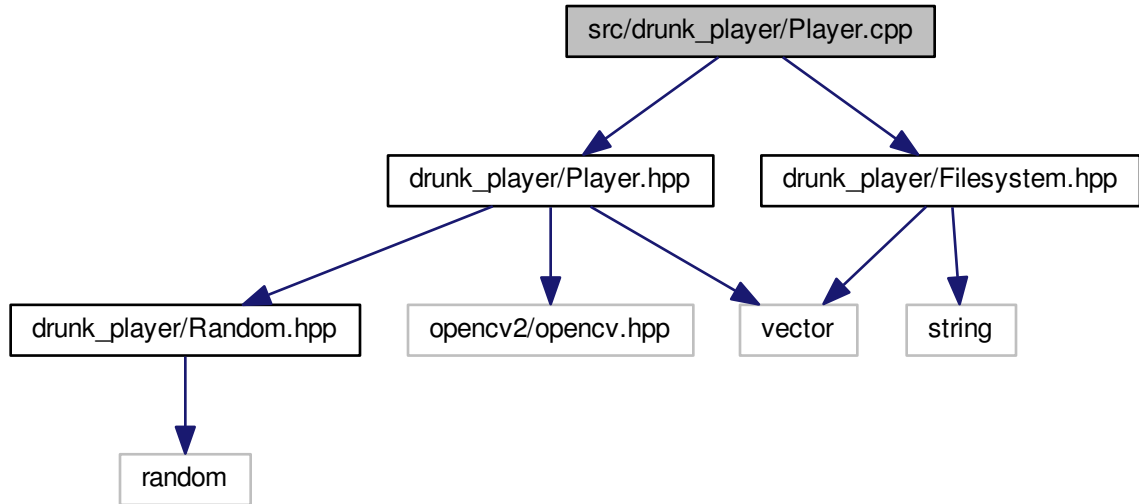 src/drunk_player/Player.cpp
drunk_player/Player.hpp
drunk_player/Filesystem.hpp
drunk_player/Random.hpp
opencv2/opencv.hpp
vector
string
random